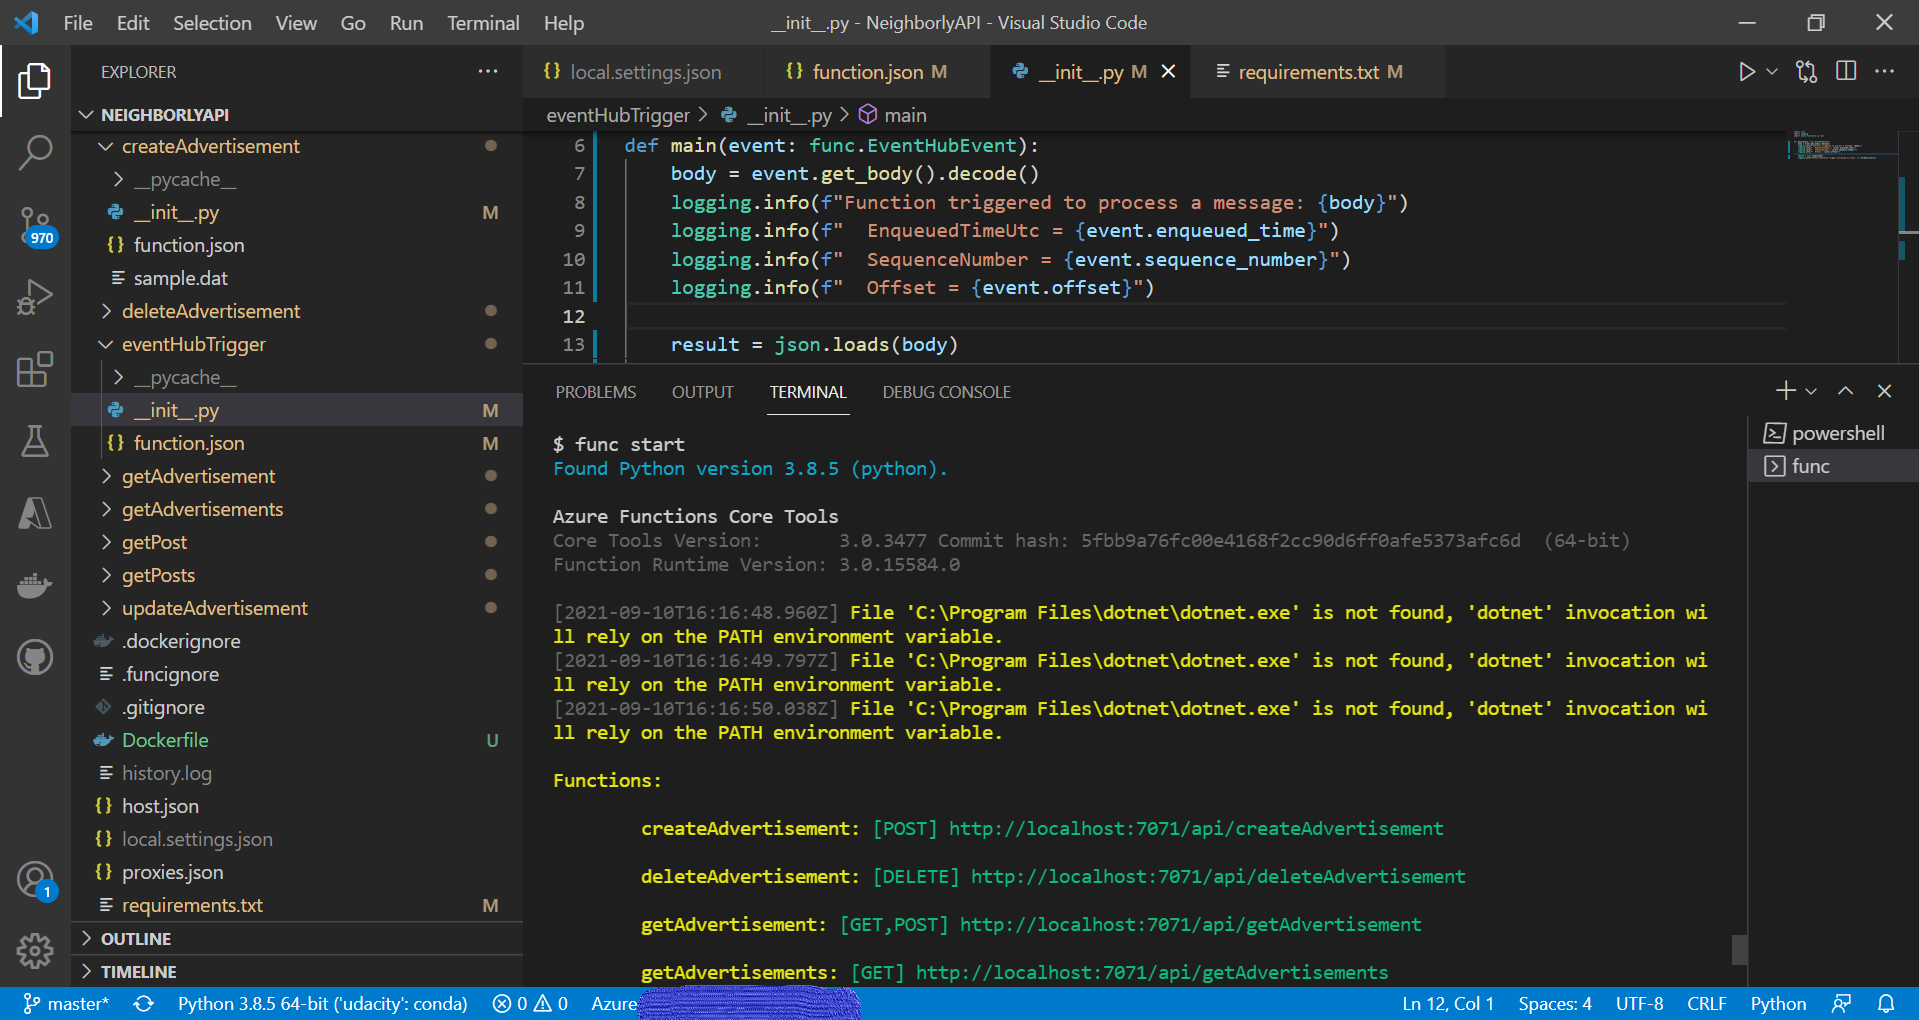 File Edit Selection View Go Run Terminal Help __init__.py - NeighborlyAPI - Visual Studio Code
EXPLORER
NEIGHBORLYAPI
createAdvertisement
__pycache__
__init__.py M
function.json
sample.dat
deleteAdvertisement
eventHubTrigger
__pycache__
__init__.py M
function.json M
getAdvertisement
getAdvertisements
getPost
getPosts
updateAdvertisement
.dockerignore
.funcignore
.gitignore
Dockerfile U
history.log
host.json
local.settings.json
proxies.json
requirements.txt M
OUTLINE
TIMELINE
970
1
local.settings.json function.json M __init__.py M requirements.txt M
eventHubTrigger > __init__.py > main
6 def main(event: func.EventHubEvent):
7 body = event.get_body().decode()
8 logging.info(f"Function triggered to process a message: {body}")
9 logging.info(f"  EnqueuedTimeUtc = {event.enqueued_time}")
10 logging.info(f"  SequenceNumber = {event.sequence_number}")
11 logging.info(f"  Offset = {event.offset}")
12
13 result = json.loads(body)
PROBLEMS OUTPUT TERMINAL DEBUG CONSOLE
powershell
func
$ func start
Found Python version 3.8.5 (python).
Azure Functions Core Tools
Core Tools Version:       3.0.3477 Commit hash: 5fbb9a76fc00e4168f2cc90d6ff0afe5373afc6d  (64-bit)
Function Runtime Version: 3.0.15584.0
[2021-09-10T16:16:48.960Z] File 'C:\Program Files\dotnet\dotnet.exe' is not found, 'dotnet' invocation wi
ll rely on the PATH environment variable.
[2021-09-10T16:16:49.797Z] File 'C:\Program Files\dotnet\dotnet.exe' is not found, 'dotnet' invocation wi
ll rely on the PATH environment variable.
[2021-09-10T16:16:50.038Z] File 'C:\Program Files\dotnet\dotnet.exe' is not found, 'dotnet' invocation wi
ll rely on the PATH environment variable.
Functions:
createAdvertisement: [POST] http://localhost:7071/api/createAdvertisement
deleteAdvertisement: [DELETE] http://localhost:7071/api/deleteAdvertisement
getAdvertisement: [GET,POST] http://localhost:7071/api/getAdvertisement
getAdvertisements: [GET] http://localhost:7071/api/getAdvertisements
master* Python 3.8.5 64-bit ('udacity': conda) 0 0 Azure Ln 12, Col 1 Spaces: 4 UTF-8 CRLF Python